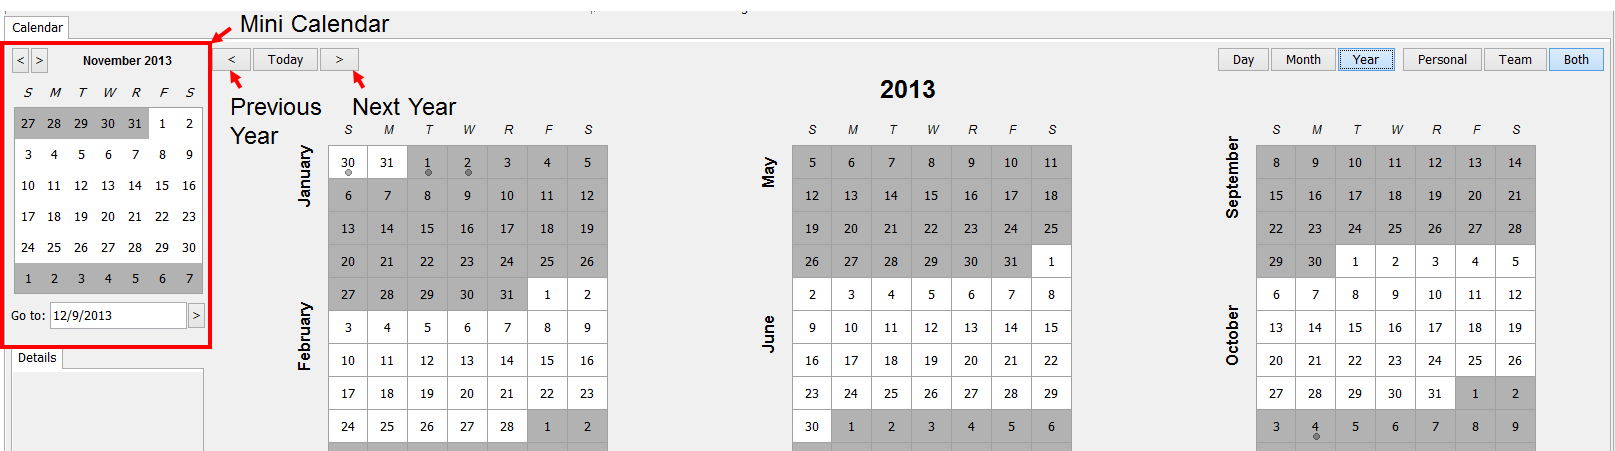 Mini Calendar
Calendar
< > November 2013
< Today >
Day Month Year Personal Team Both
Previous Year
Next Year
2013
S M T W R F S
27 28 29 30 31 1 2
3 4 5 6 7 8 9
10 11 12 13 14 15 16
17 18 19 20 21 22 23
24 25 26 27 28 29 30
1 2 3 4 5 6 7
Go to: 12/9/2013 >
Details
S M T W R F S
January
30 31 1 2 3 4 5
6 7 8 9 10 11 12
13 14 15 16 17 18 19
20 21 22 23 24 25 26
27 28 29 30 31 1 2
February
3 4 5 6 7 8 9
10 11 12 13 14 15 16
17 18 19 20 21 22 23
24 25 26 27 28 1 2
S M T W R F S
May
5 6 7 8 9 10 11
12 13 14 15 16 17 18
19 20 21 22 23 24 25
26 27 28 29 30 31 1
June
2 3 4 5 6 7 8
9 10 11 12 13 14 15
16 17 18 19 20 21 22
23 24 25 26 27 28 29
30 1 2 3 4 5 6
S M T W R F S
September
8 9 10 11 12 13 14
15 16 17 18 19 20 21
22 23 24 25 26 27 28
29 30 1 2 3 4 5
October
6 7 8 9 10 11 12
13 14 15 16 17 18 19
20 21 22 23 24 25 26
27 28 29 30 31 1 2
3 4 5 6 7 8 9